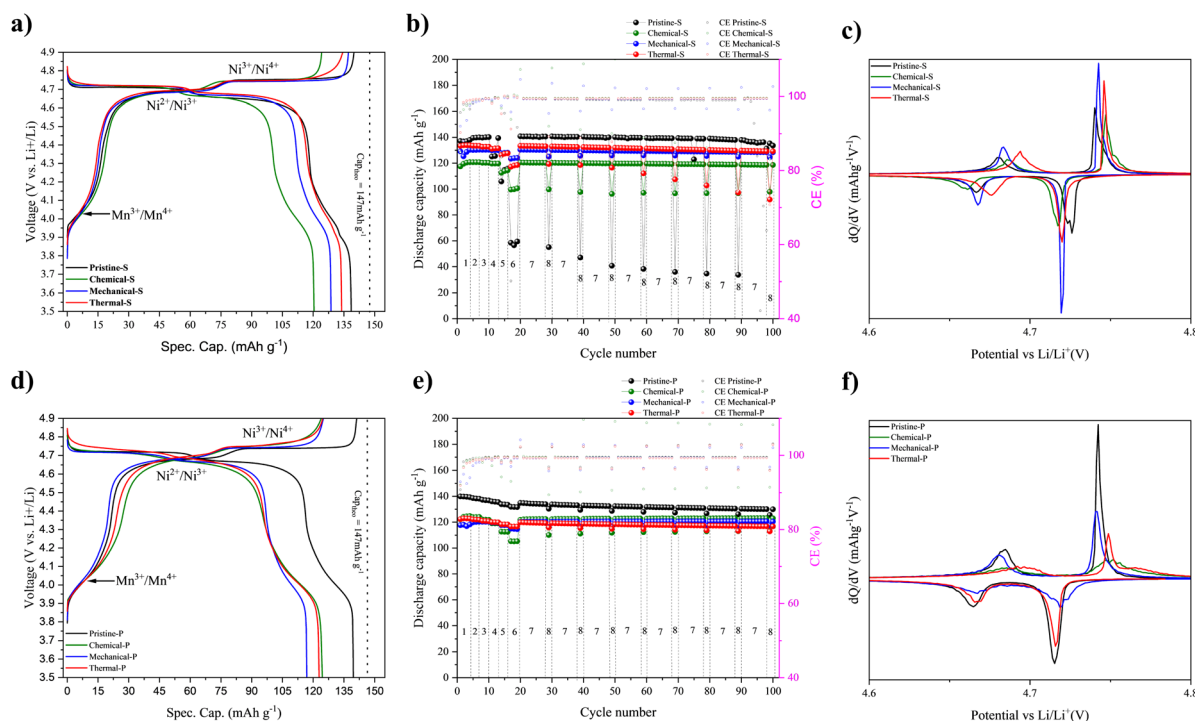 a)
4.9
4.8
4.7
4.6
4.5
4.4
4.3
4.2
4.1
4.0
3.9
3.8
3.7
3.6
3.5
Voltage (V vs. Li+/Li)
Ni³⁺/Ni⁴⁺
Ni²⁺/Ni³⁺
Mn³⁺/Mn⁴⁺
Cap_theo = 147mAh g⁻¹
Pristine-S
Chemical-S
Mechanical-S
Thermal-S
0 15 30 45 60 75 90 105 120 135 150
Spec. Cap. (mAh g⁻¹)
b)
Pristine-S CE Pristine-S
Chemical-S CE Chemical-S
Mechanical-S CE Mechanical-S
Thermal-S CE Thermal-S
200
180
160
140
120
100
80
60
40
20
0
Discharge capacity (mAh g⁻¹)
100
80
60
40
CE (%)
1 2 3 4 5 6 7 8 7 8 7 8 7 8 7 8 7 8 7 8 7 8
0 10 20 30 40 50 60 70 80 90 100
Cycle number
c)
Pristine-S
Chemical-S
Mechanical-S
Thermal-S
dQ/dV (mAhg⁻¹V⁻¹)
4.6 4.7 4.8
Potential vs Li/Li⁺(V)
d)
4.9
4.8
4.7
4.6
4.5
4.4
4.3
4.2
4.1
4.0
3.9
3.8
3.7
3.6
3.5
Voltage (V vs. Li+/Li)
Ni³⁺/Ni⁴⁺
Ni²⁺/Ni³⁺
Mn³⁺/Mn⁴⁺
Cap_theo = 147mAh g⁻¹
Pristine-P
Chemical-P
Mechanical-P
Thermal-P
0 15 30 45 60 75 90 105 120 135 150
Spec. Cap. (mAh g⁻¹)
e)
Pristine-P CE Pristine-P
Chemical-P CE Chemical-P
Mechanical-P CE Mechanical-P
Thermal-P CE Thermal-P
200
180
160
140
120
100
80
60
40
20
0
Discharge capacity (mAh g⁻¹)
100
80
60
40
CE (%)
1 2 3 4 5 6 7 8 7 8 7 8 7 8 7 8 7 8 7 8 7 8
0 10 20 30 40 50 60 70 80 90 100
Cycle number
f)
Pristine-P
Chemical-P
Mechanical-P
Thermal-P
dQ/dV (mAhg⁻¹V⁻¹)
4.6 4.7 4.8
Potential vs Li/Li⁺(V)